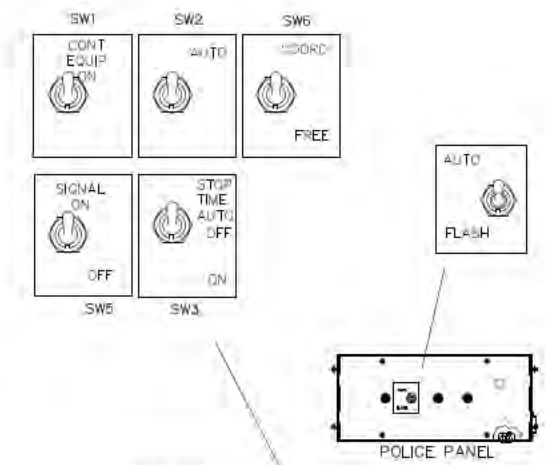 SW1
SW2
SW6
CONT
EQUIP
ON
AUTO
COORD
FREE
SIGNAL
ON
OFF
STOP
TIME
AUTO
OFF
ON
SW5
SW3
AUTO
FLASH
POLICE PANEL